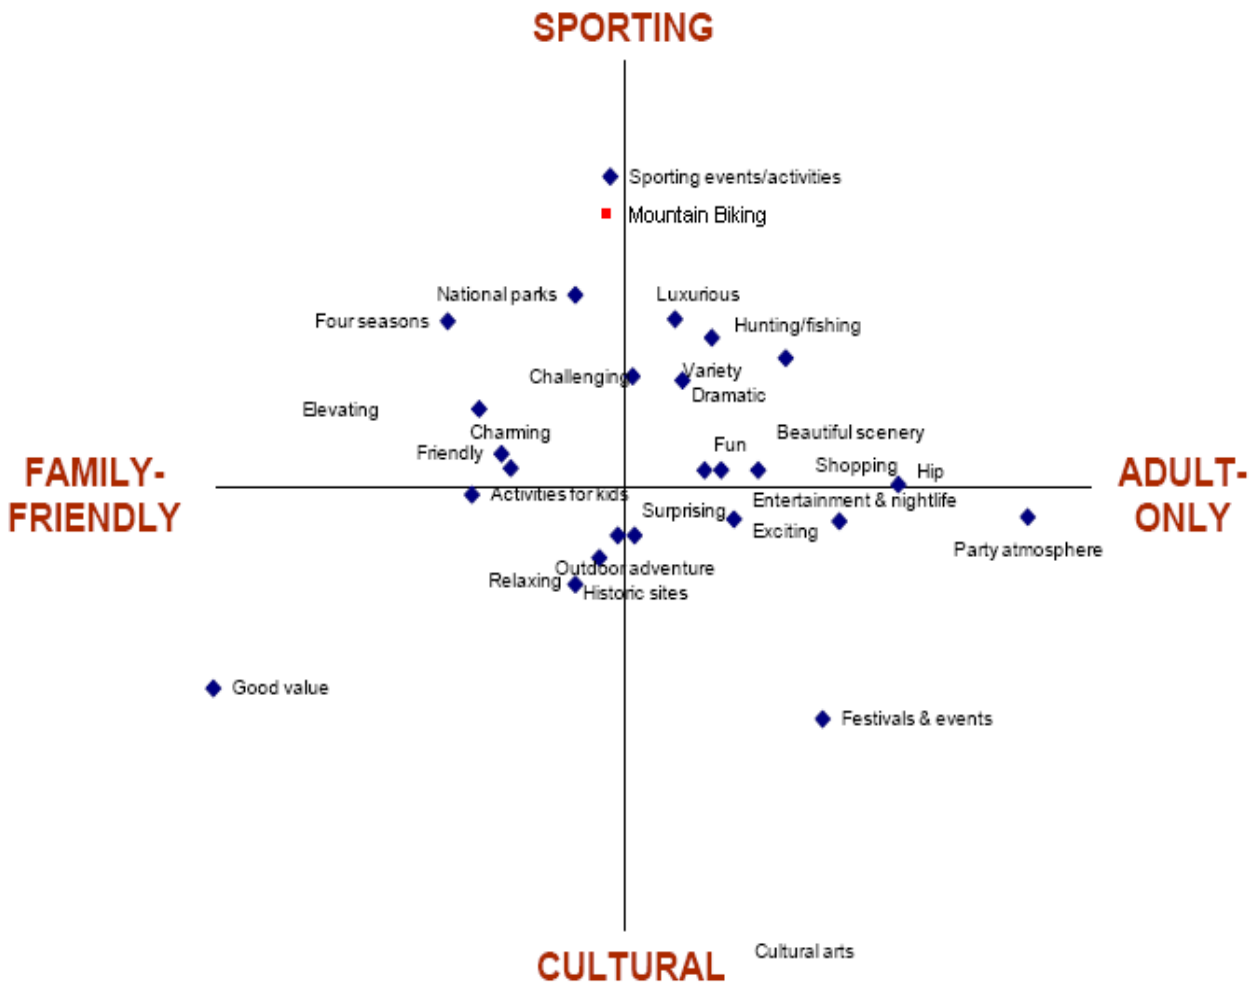 SPORTING
Sporting events/activities
Mountain Biking
National parks
Luxurious
Four seasons
Hunting/fishing
Challenging
Variety
Dramatic
Elevating
Charming
Fun
Beautiful scenery
Friendly
Shopping
Hip
FAMILY-
FRIENDLY
ADULT-
ONLY
Activities for kids
Entertainment & nightlife
Surprising
Exciting
Party atmosphere
Outdoor adventure
Relaxing
Historic sites
Good value
Festivals & events
Cultural arts
CULTURAL